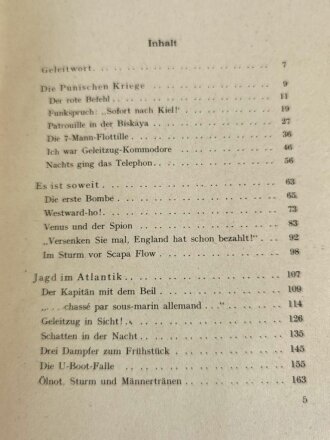 Inhalt
Geleitwort. . . . . . . . . . . . . . . . . 7
Die Punischen Kriege . . . . . . . . . . . . . 9
Der rote Befehl . . . . . . . . . . . . . . 11
Funkspruch: „Sofort nach Kiel!“ . . . . . . . . . 19
Patrouille in der Biskaya . . . . . . . . . . . 27
Die 7-Mann-Flottille . . . . . . . . . . . . . 36
Ich war Geleitzug-Kommodore . . . . . . . . . . 46
Nachts ging das Telephon . . . . . . . . . . . 56
Es ist soweit . . . . . . . . . . . . . . . . 63
Die erste Bombe . . . . . . . . . . . . . . 65
Westward-ho! . . . . . . . . . . . . . . . 73
Venus und der Spion . . . . . . . . . . . . . 83
„Versenken Sie mal, England hat schon bezahlt!“ . . . 92
Im Sturm vor Scapa Flow . . . . . . . . . . . 98
Jagd im Atlantik . . . . . . . . . . . . . . . 107
Der Kapitän mit dem Beil . . . . . . . . . . . 109
„. . . chassé par sous-marin allemand . . .“ . . . . . 114
Geleitzug in Sicht! . . . . . . . . . . . . . 126
Schatten in der Nacht . . . . . . . . . . . . 135
Drei Dampfer zum Frühstück . . . . . . . . . . 145
Die U-Boot-Falle . . . . . . . . . . . . . . 155
Ölnot, Sturm und Männertränen . . . . . . . . . 163
5